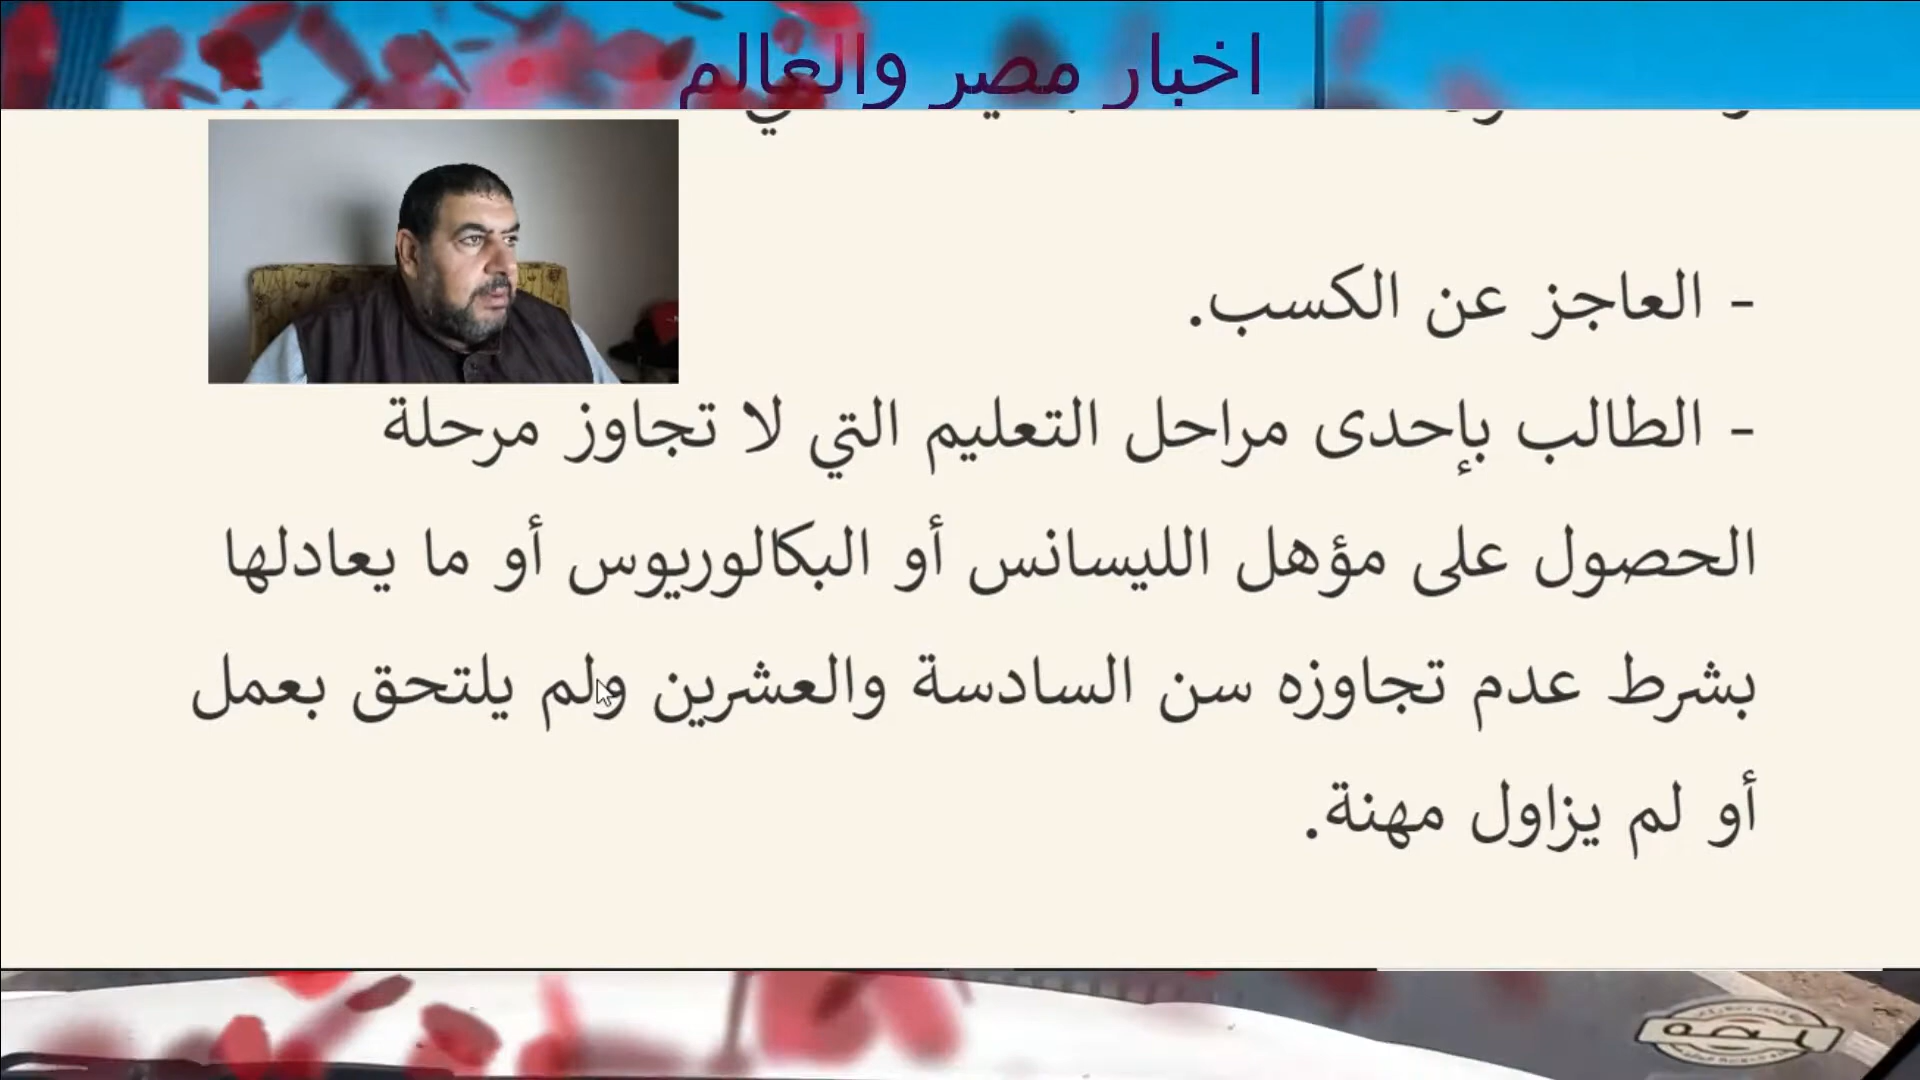 اخبار مصر والعالم
- العاجز عن الكسب.
- الطالب بإحدى مراحل التعليم التي لا تجاوز مرحلة
الحصول على مؤهل الليسانس أو البكالوريوس أو ما يعادلها
بشرط عدم تجاوزه سن السادسة والعشرين ولم يلتحق بعمل
أو لم يزاول مهنة.